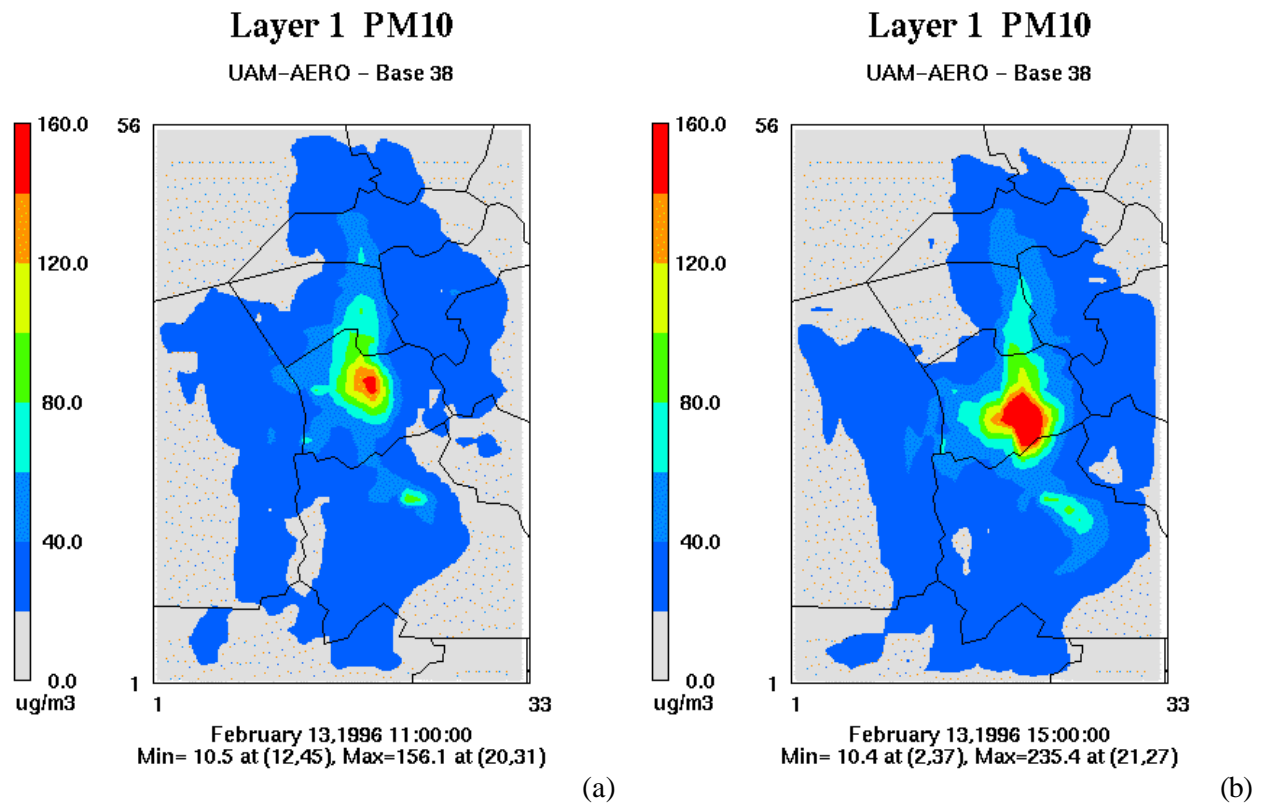 Layer 1 PM10
UAM-AERO - Base 38
160.0
120.0
80.0
40.0
0.0
ug/m3
56
1
1
33
February 13,1996 11:00:00
Min= 10.5 at (12,45), Max=156.1 at (20,31)
(a)
Layer 1 PM10
UAM-AERO - Base 38
160.0
120.0
80.0
40.0
0.0
ug/m3
56
1
1
33
February 13,1996 15:00:00
Min= 10.4 at (2,37), Max=235.4 at (21,27)
(b)